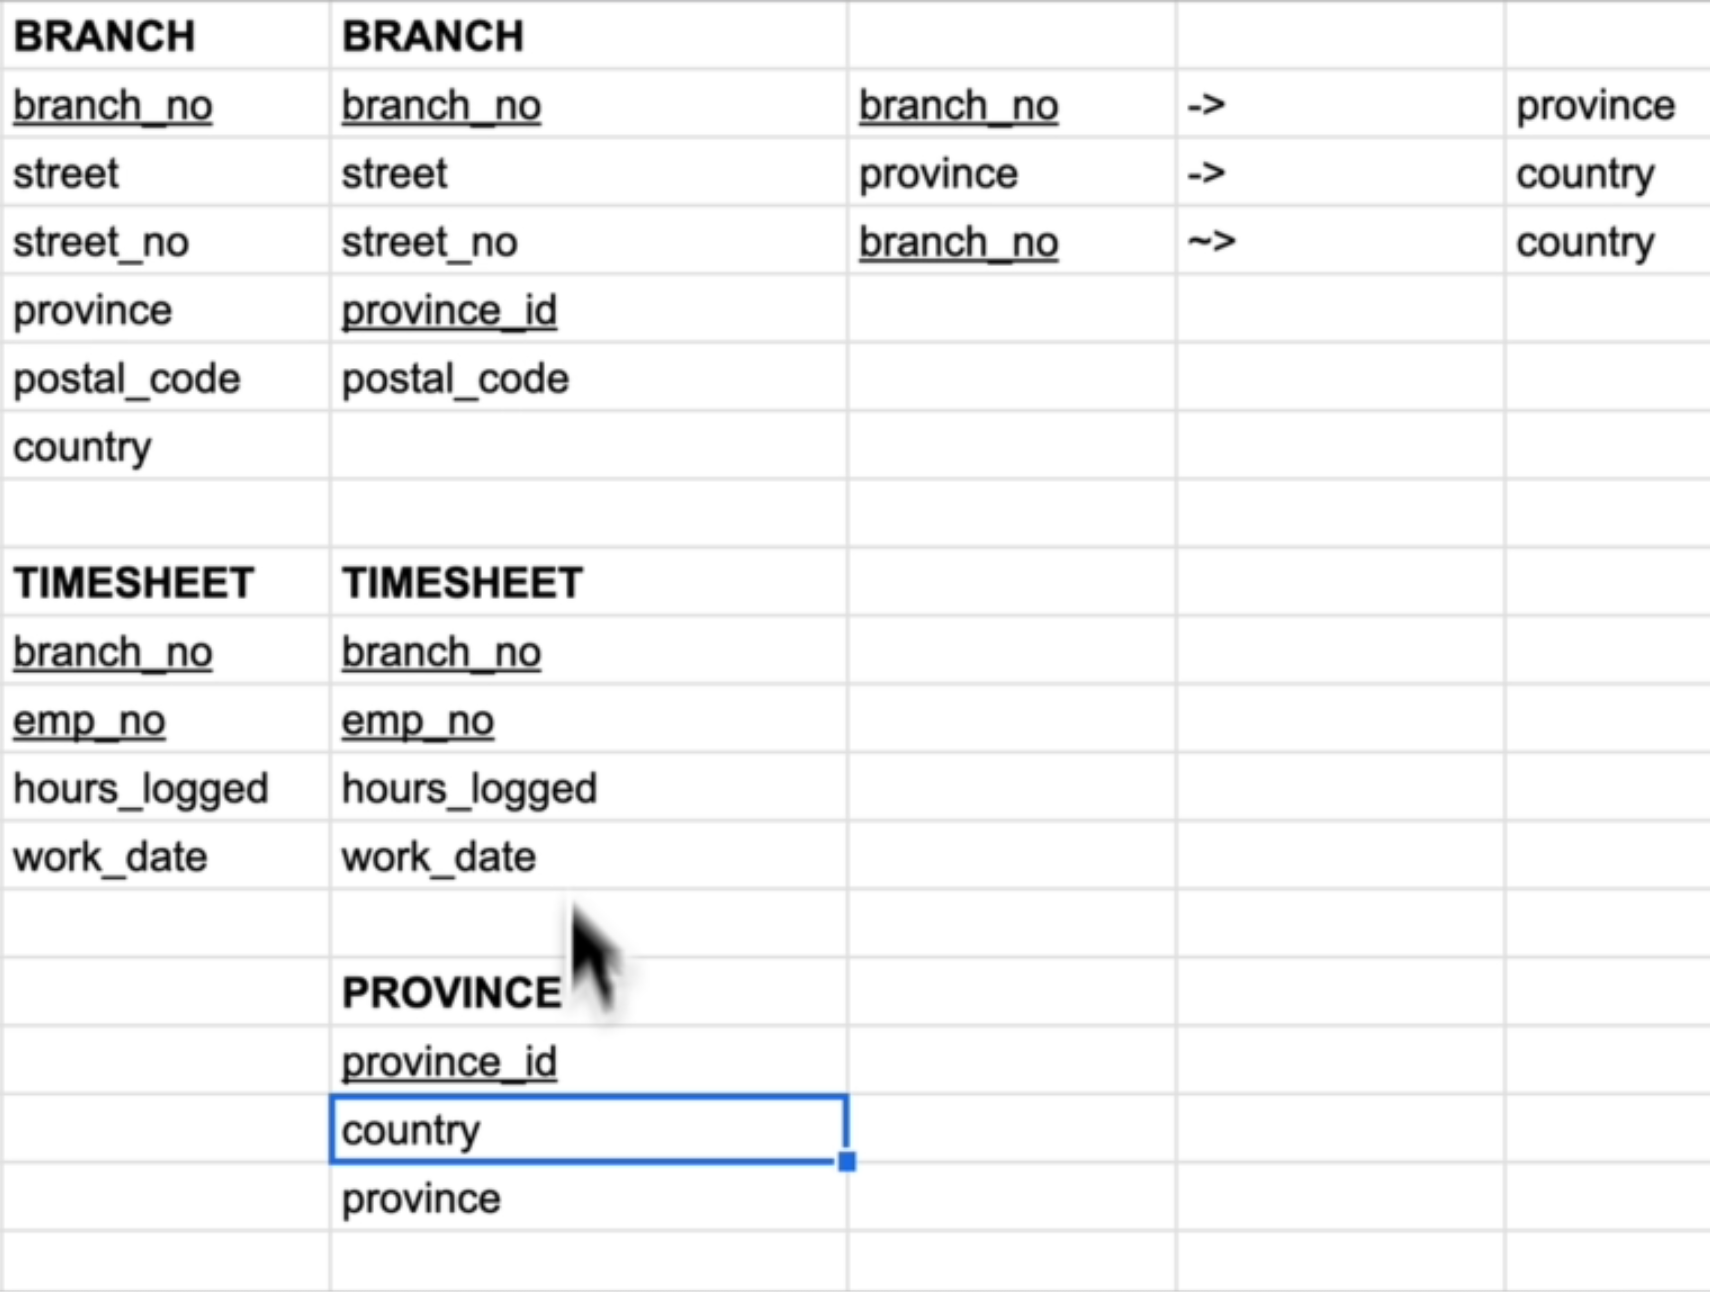 BRANCH BRANCH
branch_no branch_no branch_no -> province
street street province -> country
street_no street_no branch_no ~> country
province province_id
postal_code postal_code
country
TIMESHEET TIMESHEET
branch_no branch_no
emp_no emp_no
hours_logged hours_logged
work_date work_date
PROVINCE
province_id
country
province